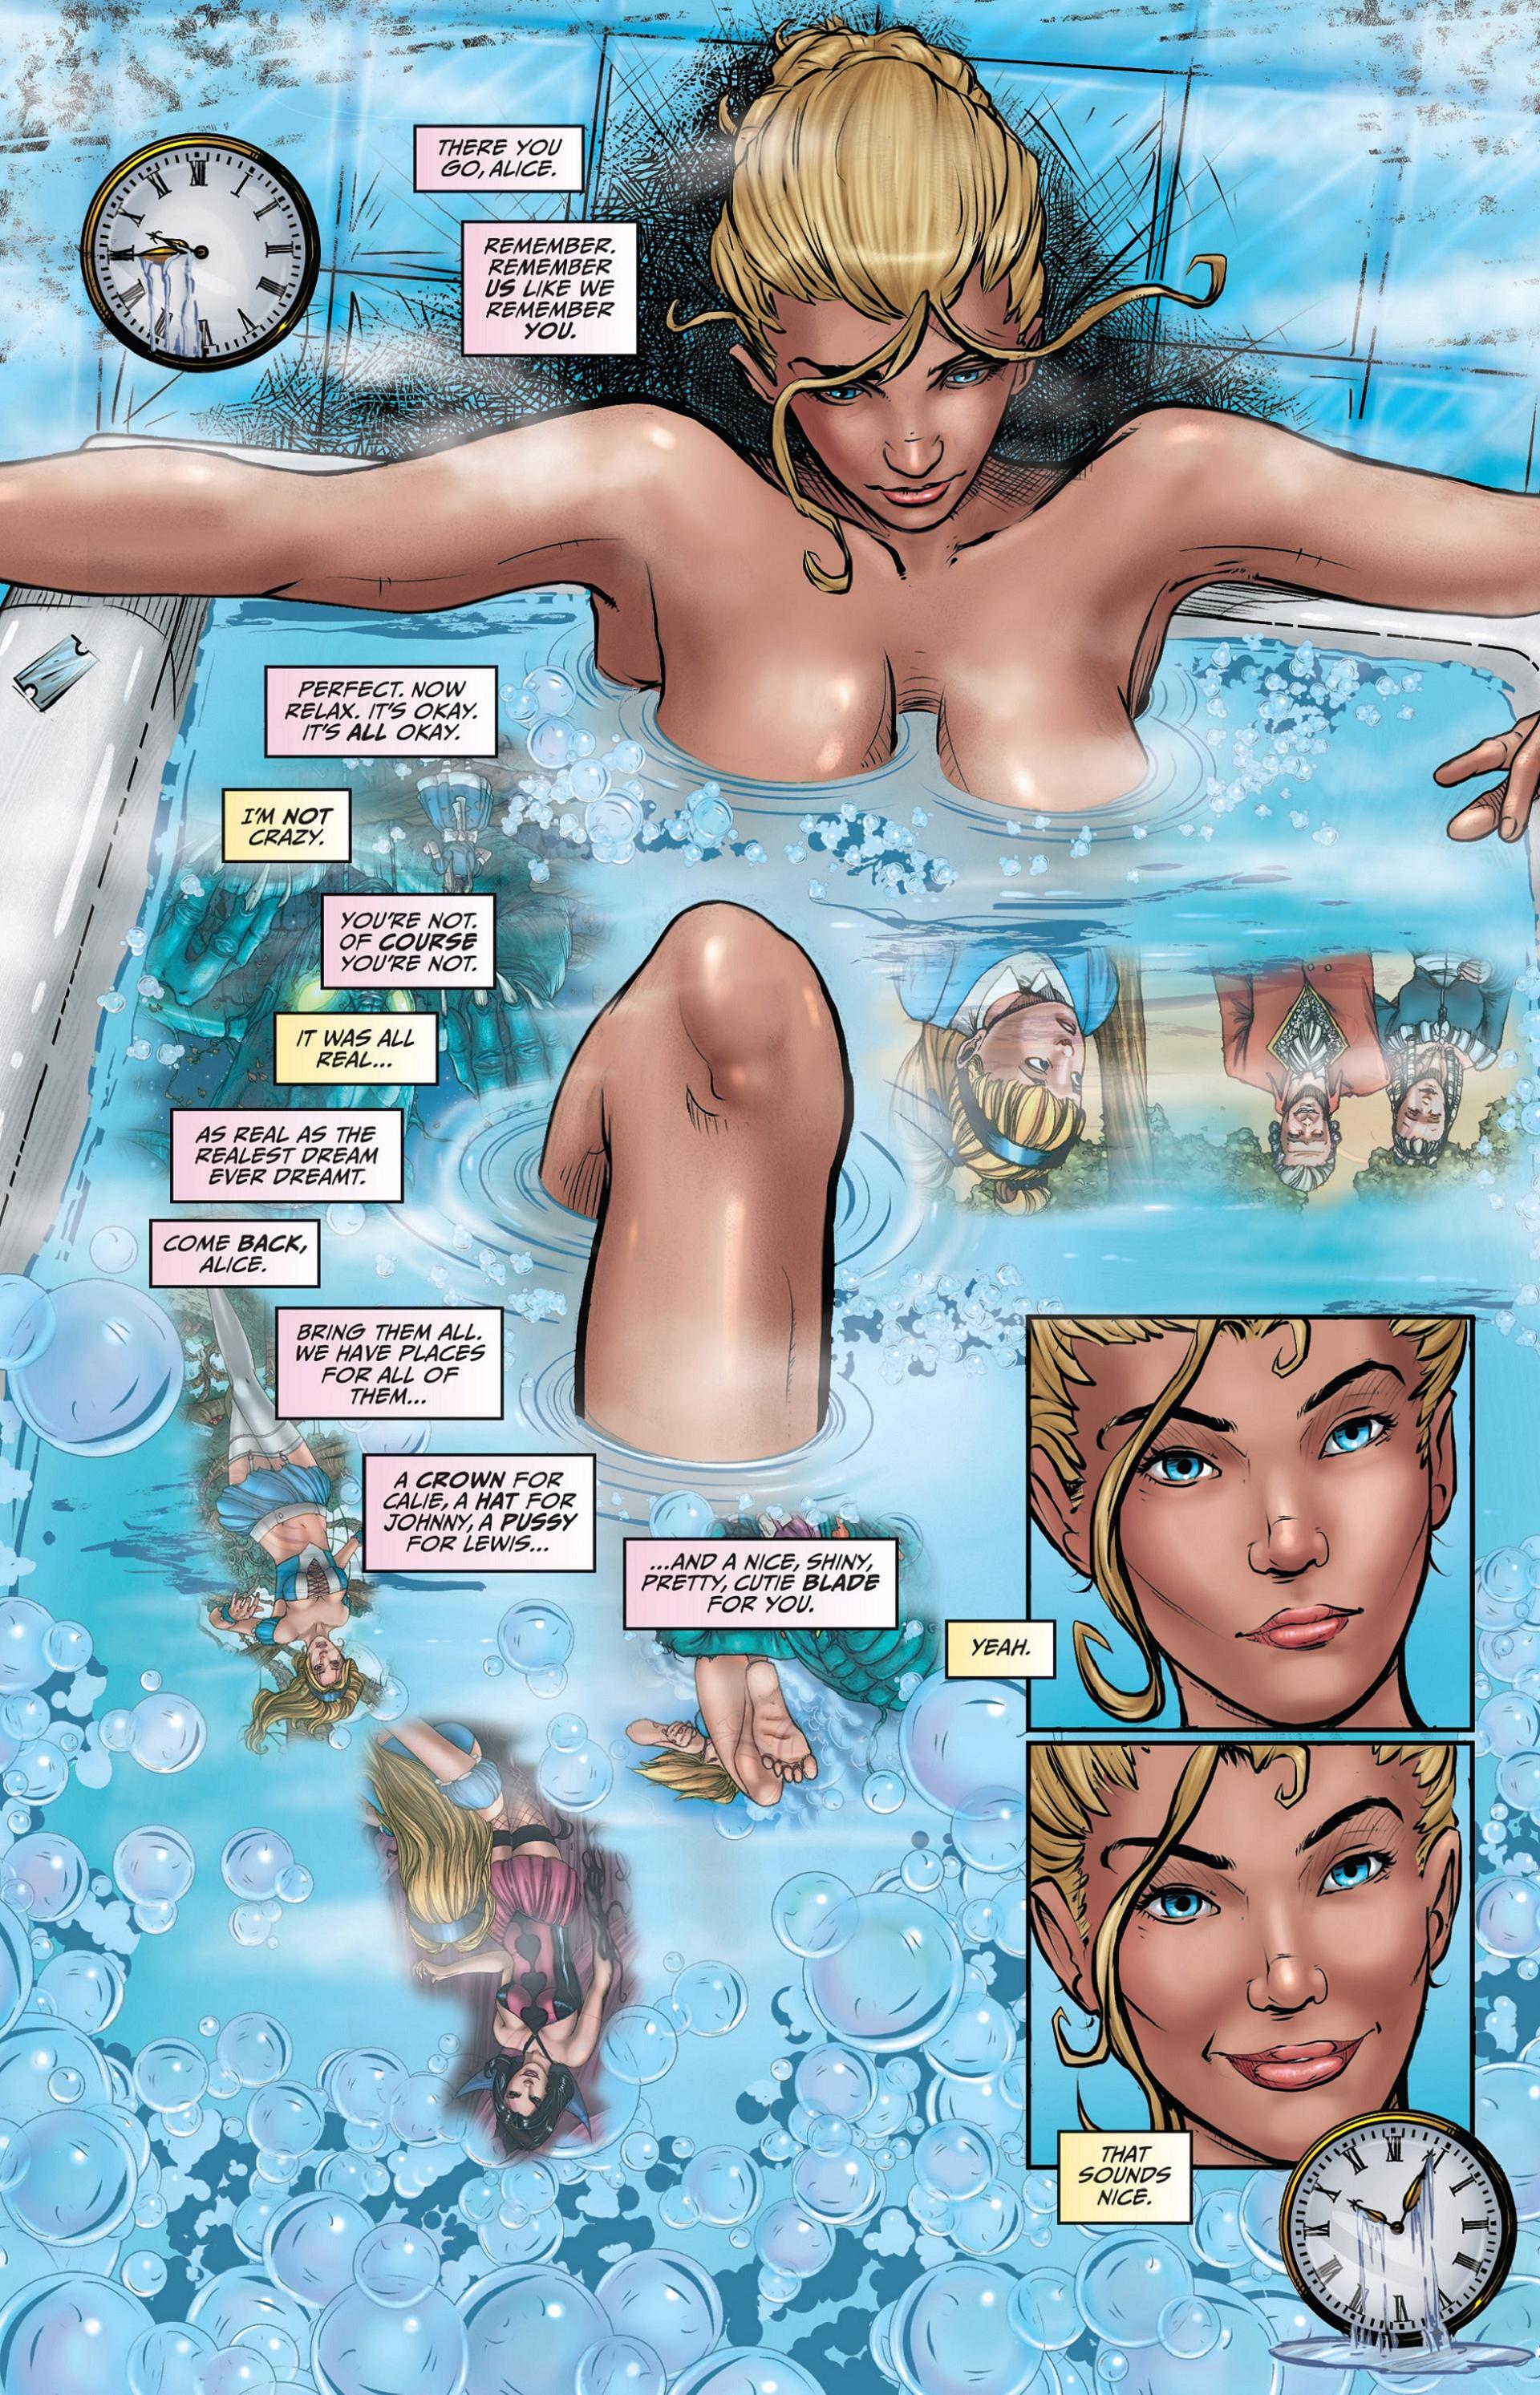 THERE YOU
GO, ALICE.
REMEMBER.
REMEMBER
US LIKE WE
REMEMBER
YOU.
PERFECT. NOW
RELAX. IT'S OKAY.
IT'S ALL OKAY.
I'M NOT
CRAZY.
YOU'RE NOT.
OF COURSE
YOU'RE NOT.
IT WAS ALL
REAL...
AS REAL AS THE
REALEST DREAM
EVER DREAMT.
COME BACK,
ALICE.
BRING THEM ALL.
WE HAVE PLACES
FOR ALL OF
THEM...
A CROWN FOR
CALIE, A HAT FOR
JOHNNY, A PUSSY
FOR LEWIS...
...AND A NICE, SHINY,
PRETTY, CUTIE BLADE
FOR YOU.
YEAH.
THAT
SOUNDS
NICE.